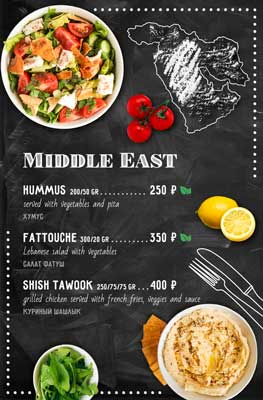 MIDDLE EAST
HUMMUS 200/50 GR .......... 250 ₽
served with vegetables and pita
ХУМУС
FATTOUCHE 300/20 GR ........ 350 ₽
Lebanese salad with vegetables
САЛАТ ФАТУШ
SHISH TAWOOK 250/75/75 GR ... 400 ₽
grilled chicken served with french fries, veggies and sauce
КУРИНЫЙ ШАШЛЫК